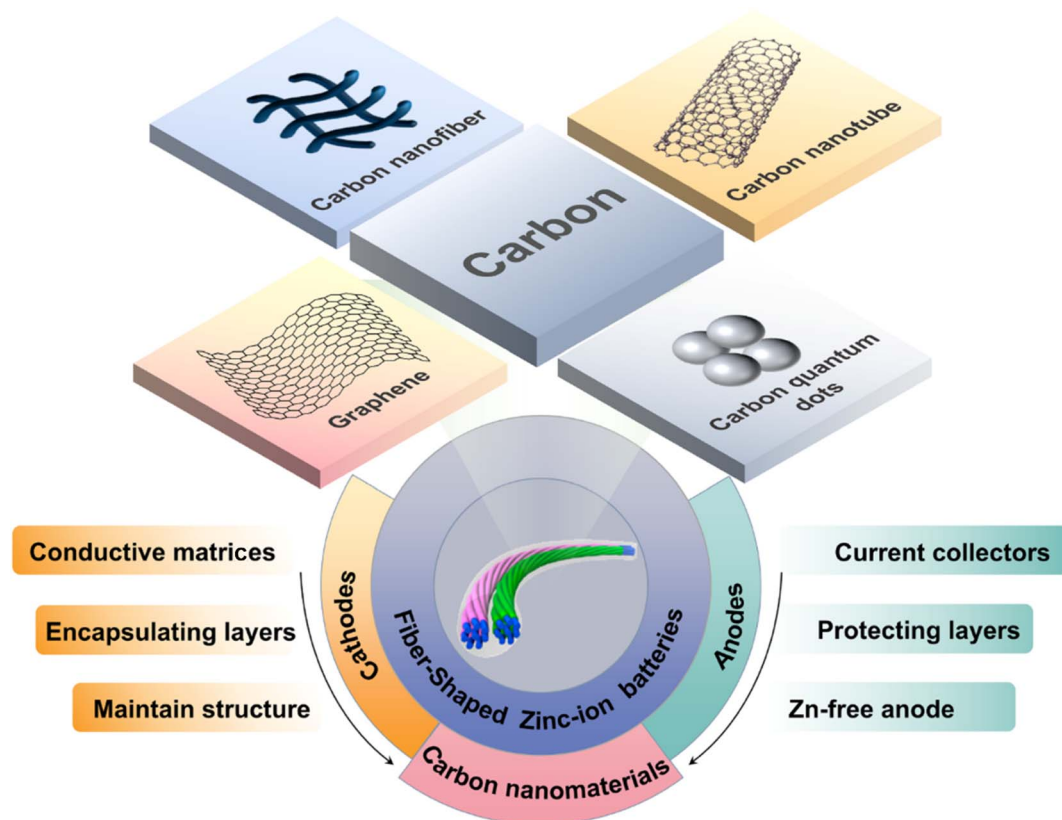 Carbon nanofiber
Carbon nanotube
Carbon
Graphene
Carbon quantum
dots
Conductive matrices
Encapsulating layers
Maintain structure
Cathodes
Fiber-Shaped Zinc-ion batteries
Carbon nanomaterials
Anodes
Current collectors
Protecting layers
Zn-free anode